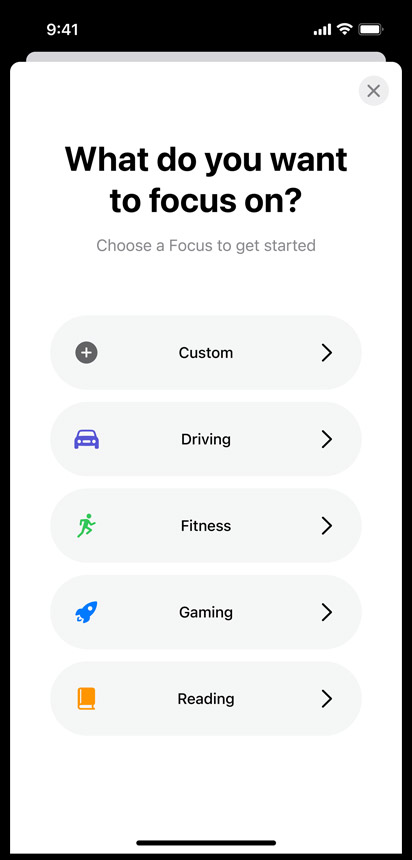 9:41
What do you want
to focus on?
Choose a Focus to get started
Custom
Driving
Fitness
Gaming
Reading